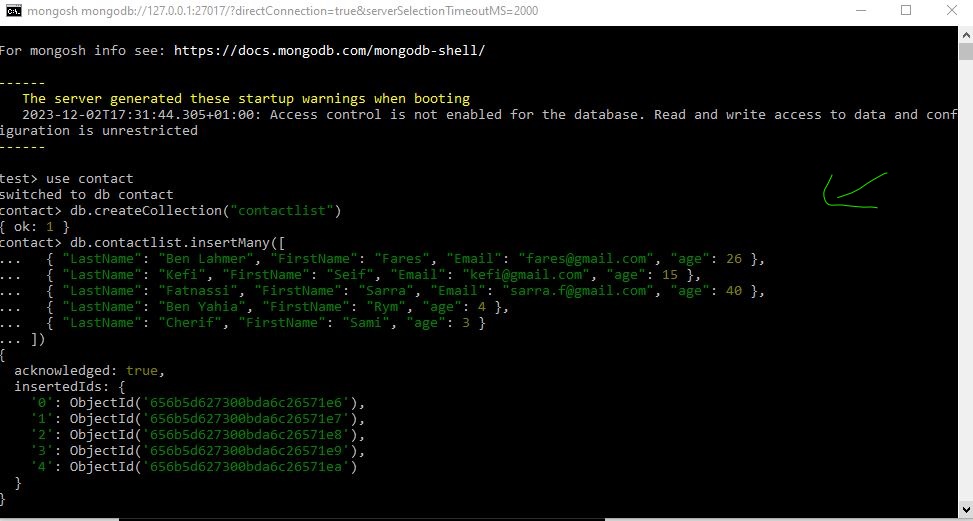 mongosh mongodb://127.0.0.1:27017/?directConnection=true&serverSelectionTimeoutMS=2000
For mongosh info see: https://docs.mongodb.com/mongodb-shell/
------
   The server generated these startup warnings when booting
   2023-12-02T17:31:44.305+01:00: Access control is not enabled for the database. Read and write access to data and conf
iguration is unrestricted
------
test> use contact
switched to db contact
contact> db.createCollection("contactlist")
{ ok: 1 }
contact> db.contactlist.insertMany([
...   { "LastName": "Ben Lahmer", "FirstName": "Fares", "Email": "fares@gmail.com", "age": 26 },
...   { "LastName": "Kefi", "FirstName": "Seif", "Email": "kefi@gmail.com", "age": 15 },
...   { "LastName": "Fatnassi", "FirstName": "Sarra", "Email": "sarra.f@gmail.com", "age": 40 },
...   { "LastName": "Ben Yahia", "FirstName": "Rym", "age": 4 },
...   { "LastName": "Cherif", "FirstName": "Sami", "age": 3 }
... ])
{
  acknowledged: true,
  insertedIds: {
    '0': ObjectId('656b5d627300bda6c26571e6'),
    '1': ObjectId('656b5d627300bda6c26571e7'),
    '2': ObjectId('656b5d627300bda6c26571e8'),
    '3': ObjectId('656b5d627300bda6c26571e9'),
    '4': ObjectId('656b5d627300bda6c26571ea')
  }
}